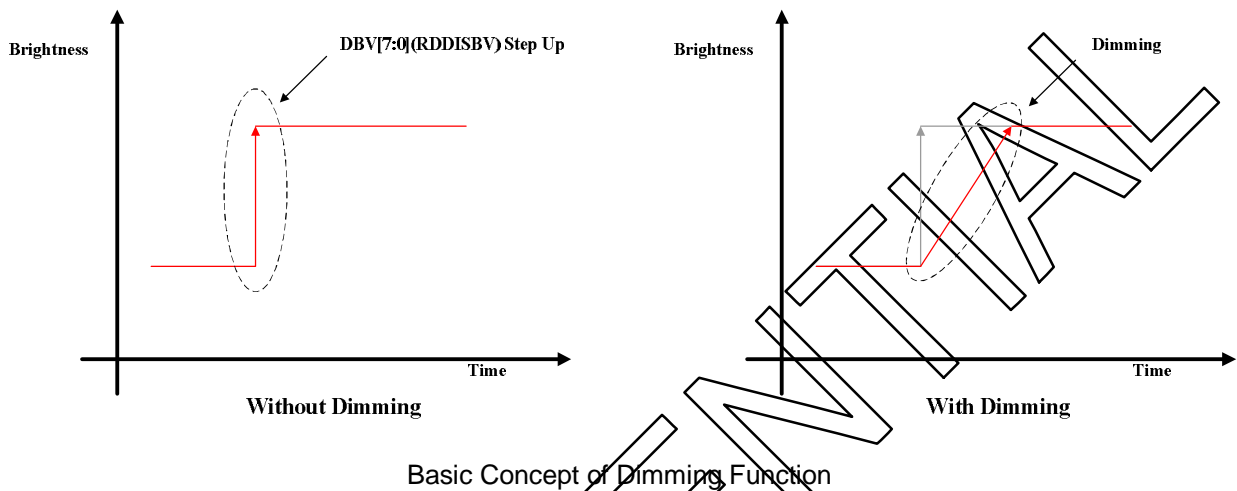 Brightness
DBV[7:0](RDDISBV) Step Up
Time
Without Dimming
Brightness
Dimming
Time
With Dimming
Basic Concept of Dimming Function
NTIAL